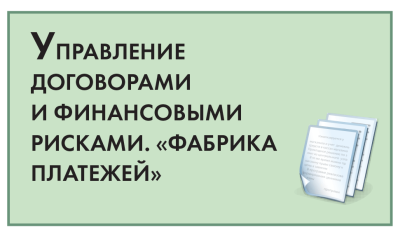 УПРАВЛЕНИЕ
ДОГОВОРАМИ
И ФИНАНСОВЫМИ
РИСКАМИ. «ФАБРИКА
ПЛАТЕЖЕЙ»